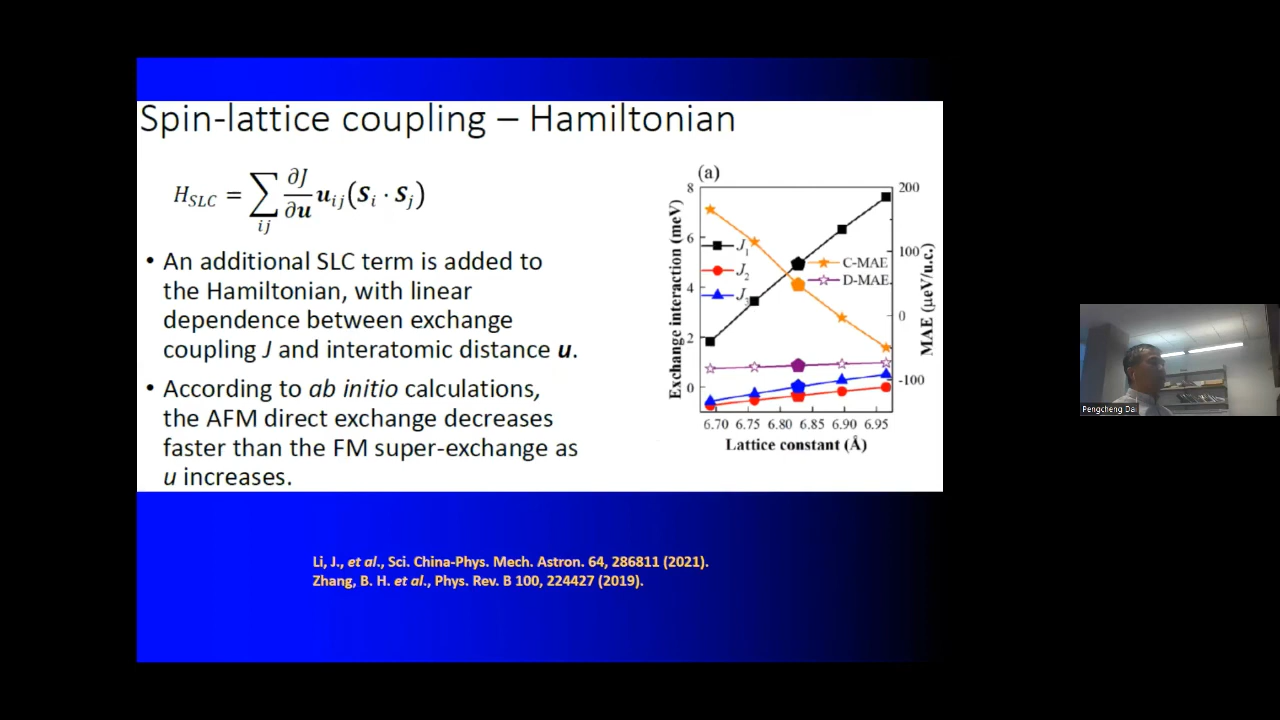 Spin-lattice coupling – Hamiltonian
H_SLC = ∑_ij ∂J/∂u u_ij(S_i · S_j)
• An additional SLC term is added to
the Hamiltonian, with linear
dependence between exchange
coupling J and interatomic distance u.
• According to ab initio calculations,
the AFM direct exchange decreases
faster than the FM super-exchange as
u increases.
(a)
Exchange interaction (meV)
8
6
4
2
0
J1
J2
J3
C-MAE
D-MAE
200
100
0
-100
MAE (μeV/u.c.)
6.70 6.75 6.80 6.85 6.90 6.95
Lattice constant (Å)
Li, J., et al., Sci. China-Phys. Mech. Astron. 64, 286811 (2021).
Zhang, B. H. et al., Phys. Rev. B 100, 224427 (2019).
Pengcheng Dai